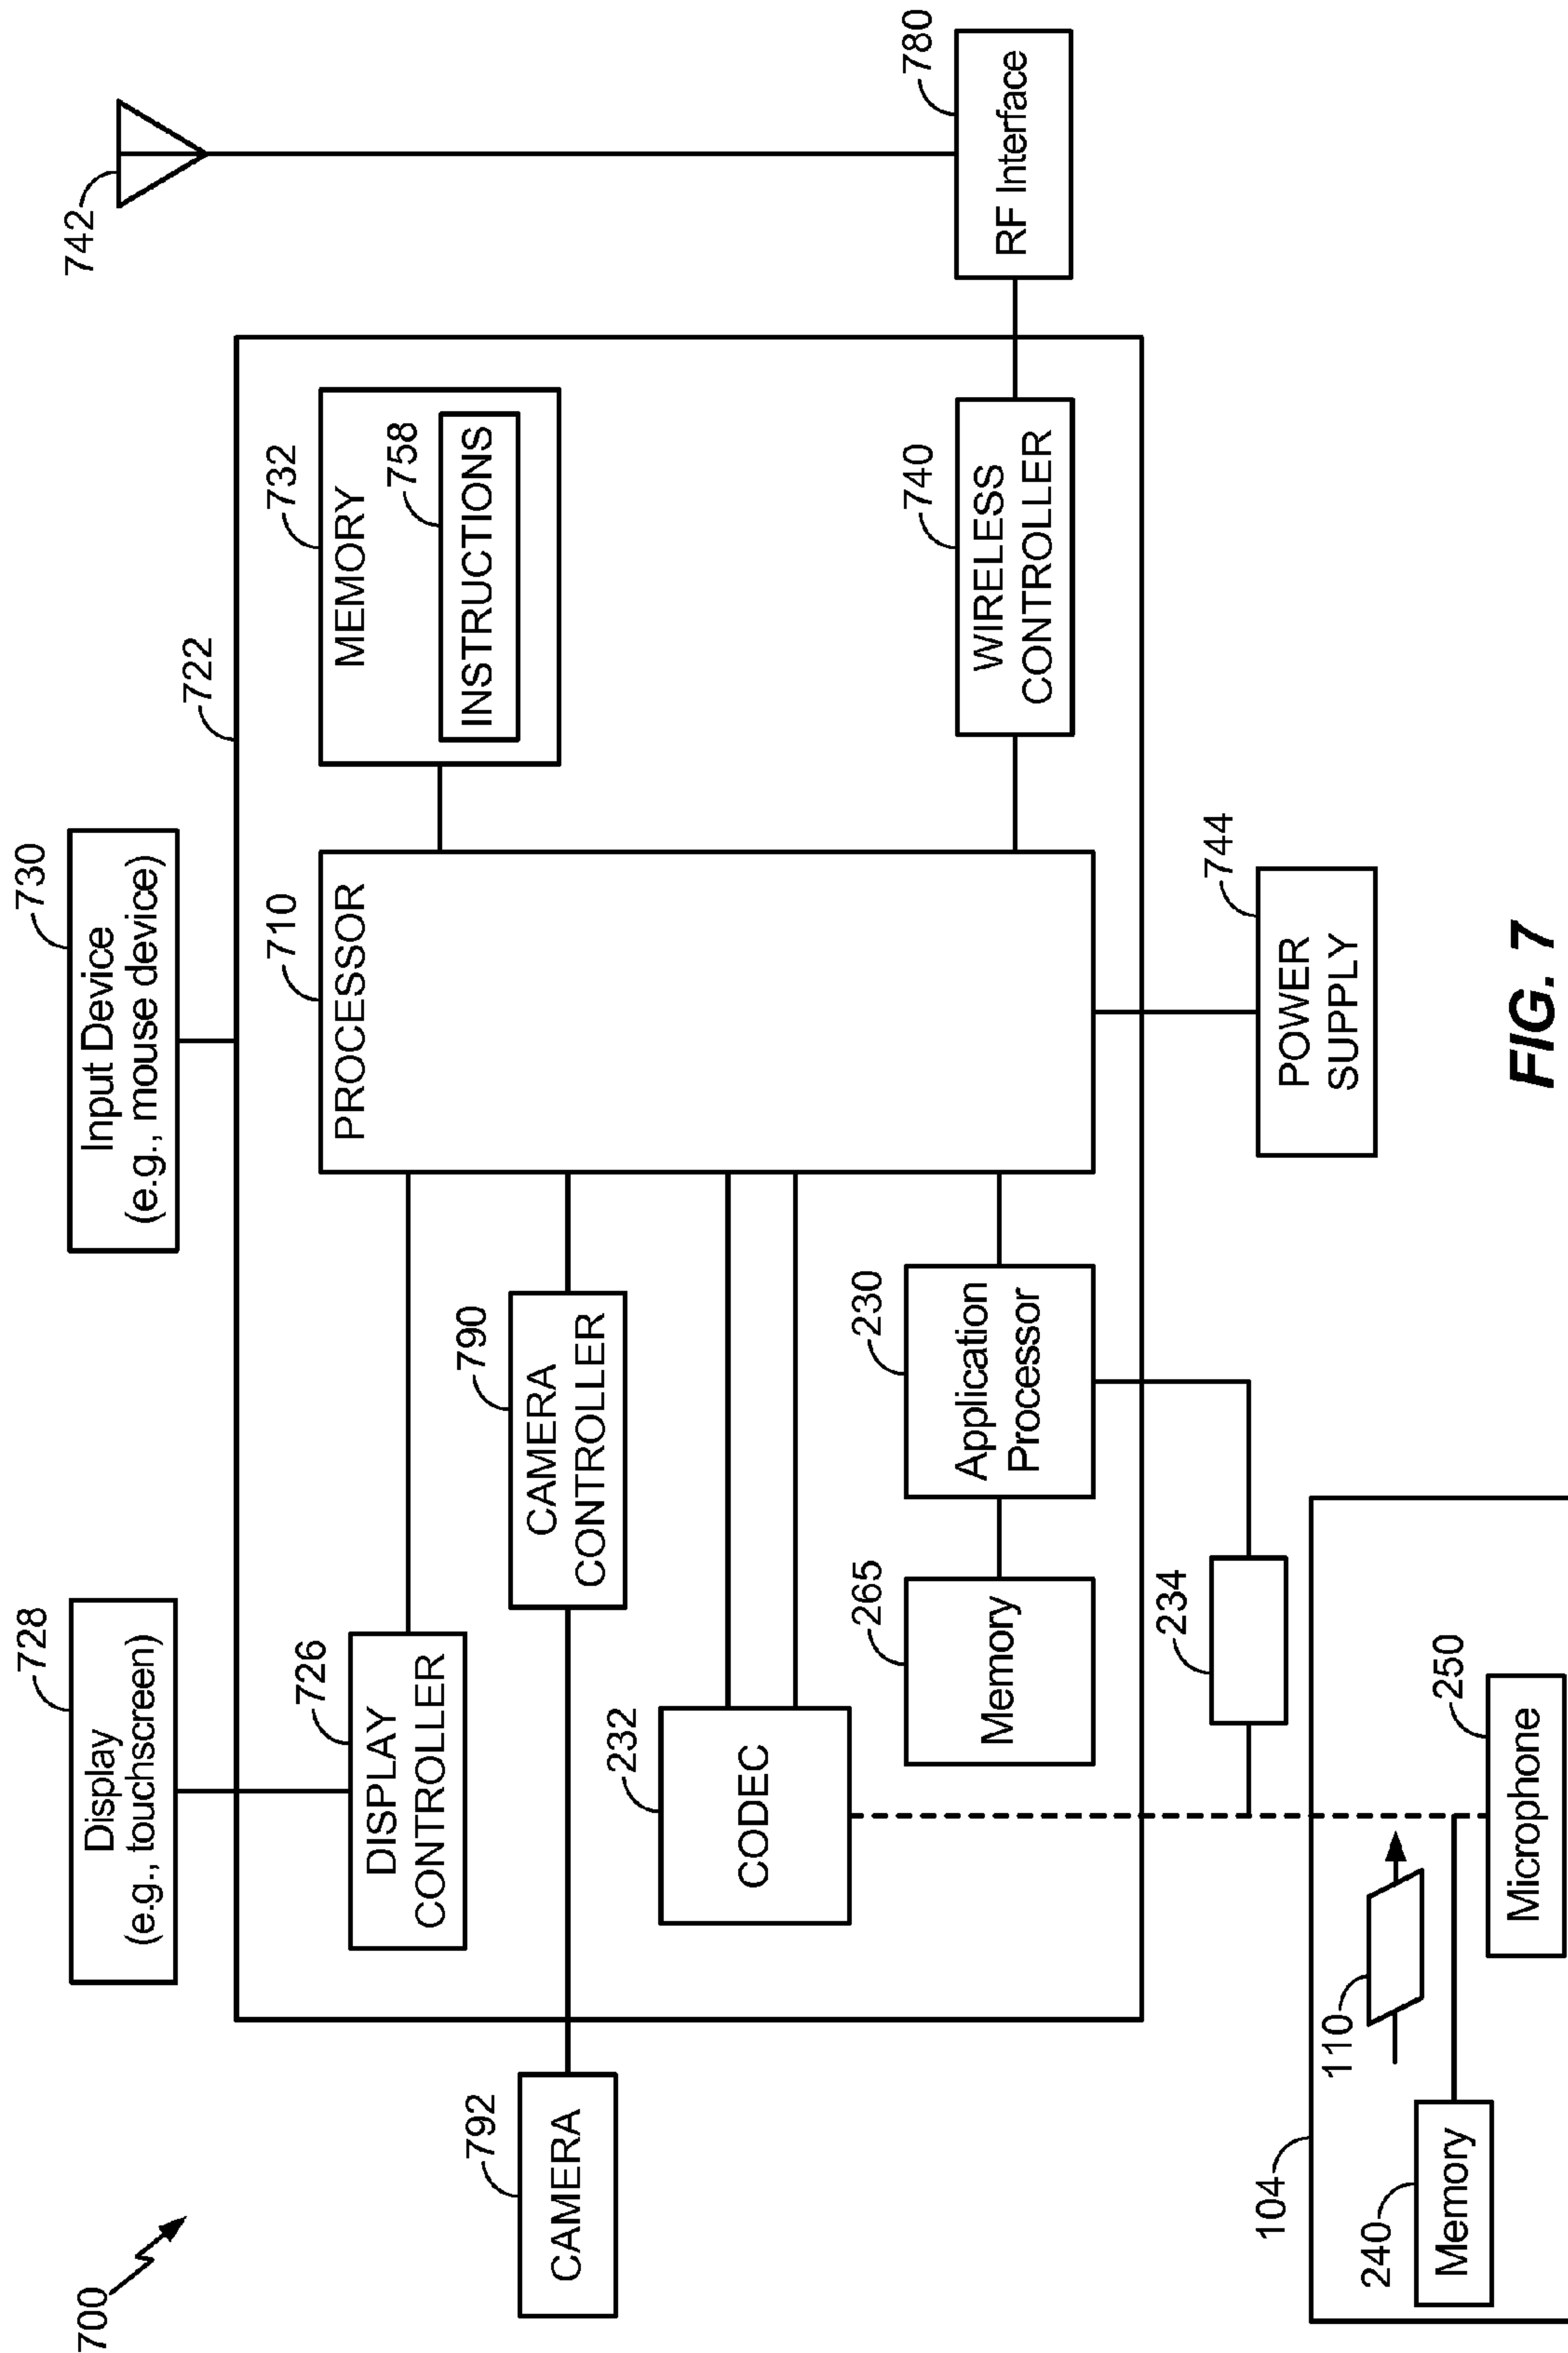 700
728
Display
(e.g., touchscreen)
730
Input Device
(e.g., mouse device)
742
722
726
DISPLAY
CONTROLLER
710
PROCESSOR
732
MEMORY
758
INSTRUCTIONS
792
CAMERA
790
CAMERA
CONTROLLER
232
CODEC
265
Memory
230
Application
Processor
740
WIRELESS
CONTROLLER
780
RF Interface
234
744
POWER
SUPPLY
104
110
240
Memory
250
Microphone
FIG. 7